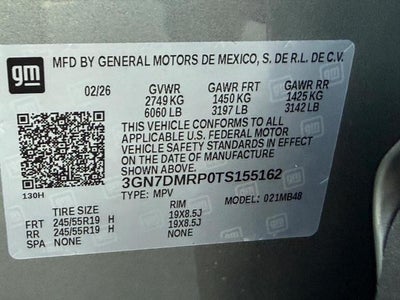 gm MFD BY GENERAL MOTORS DE MEXICO, S. DE R.L. DE C.V.
02/26 GVWR GAWR FRT GAWR RR
2749 KG 1450 KG 1425 KG
6060 LB 3197 LB 3142 LB
THIS VEHICLE CONFORMS TO ALL
APPLICABLE U.S. FEDERAL MOTOR
VEHICLE SAFETY STANDARDS IN EFFECT
ON THE DATE OF MANUFACTURE
SHOWN ABOVE.
3GN7DMRP0TS155162
130H TYPE: MPV MODEL: 021MB48
TIRE SIZE RIM
FRT 245/55R19 H 19X8.5J
RR 245/55R19 H 19X8.5J
SPA NONE NONE